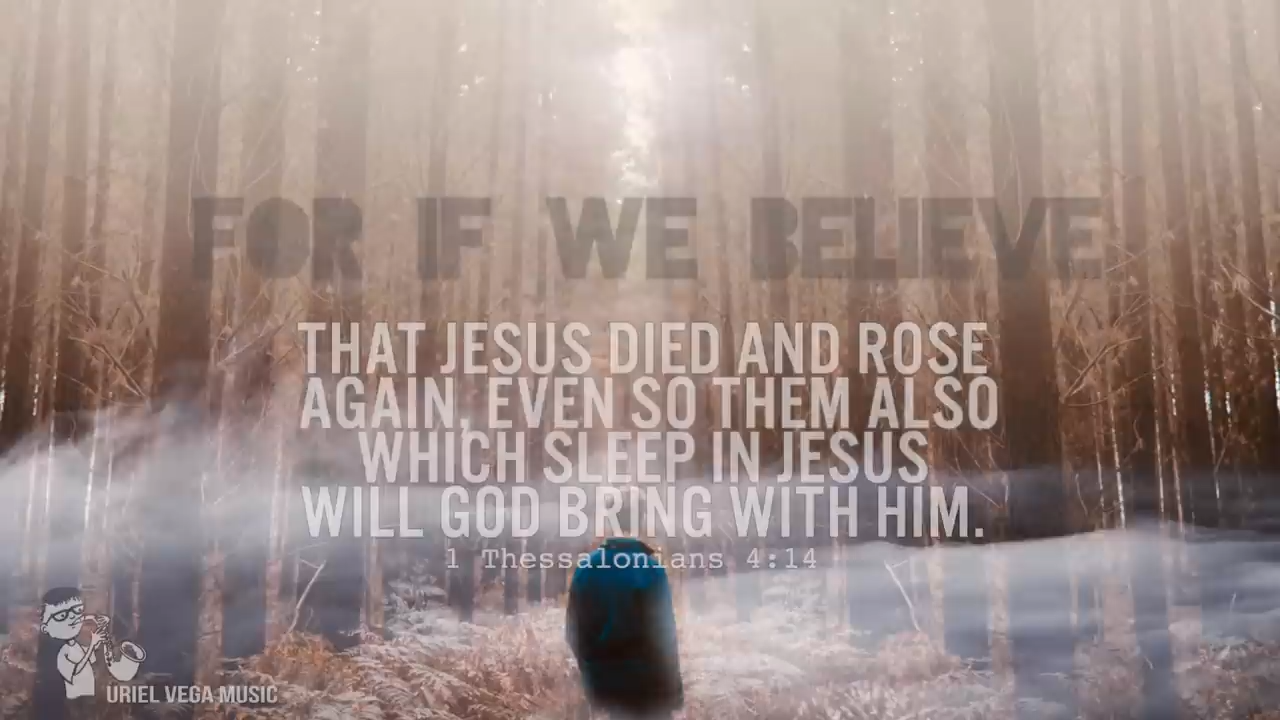 FOR IF WE BELIEVE
THAT JESUS DIED AND ROSE
AGAIN, EVEN SO THEM ALSO
WHICH SLEEP IN JESUS
WILL GOD BRING WITH HIM.
1 Thessalonians 4:14
URIEL VEGA MUSIC